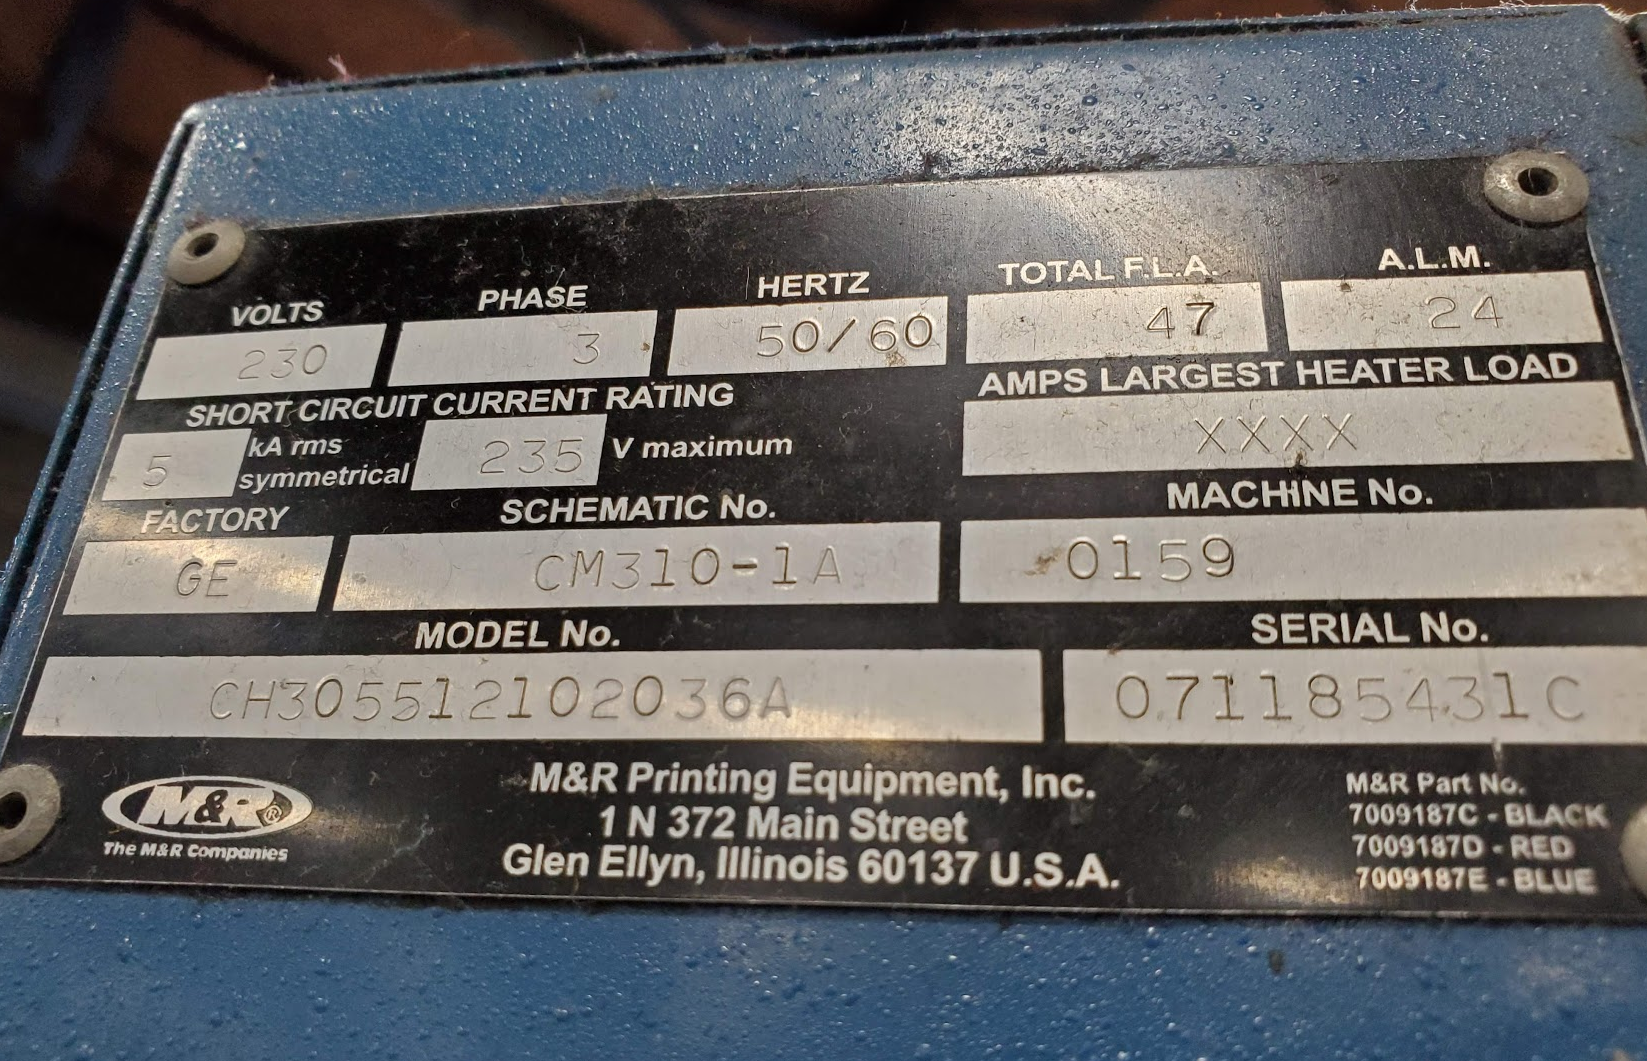 VOLTS PHASE HERTZ TOTAL F.L.A. A.L.M.
230 3 50/60 47 24
SHORT CIRCUIT CURRENT RATING AMPS LARGEST HEATER LOAD
5 kA rms symmetrical 235 V maximum XXXX
FACTORY SCHEMATIC No. MACHINE No.
GE CM310-1A 0159
MODEL No. SERIAL No.
CH305512102036A 071185431C
M&R®
The M&R Companies
M&R Printing Equipment, Inc.
1 N 372 Main Street
Glen Ellyn, Illinois 60137 U.S.A.
M&R Part No.
7009187C - BLACK
7009187D - RED
7009187E - BLUE